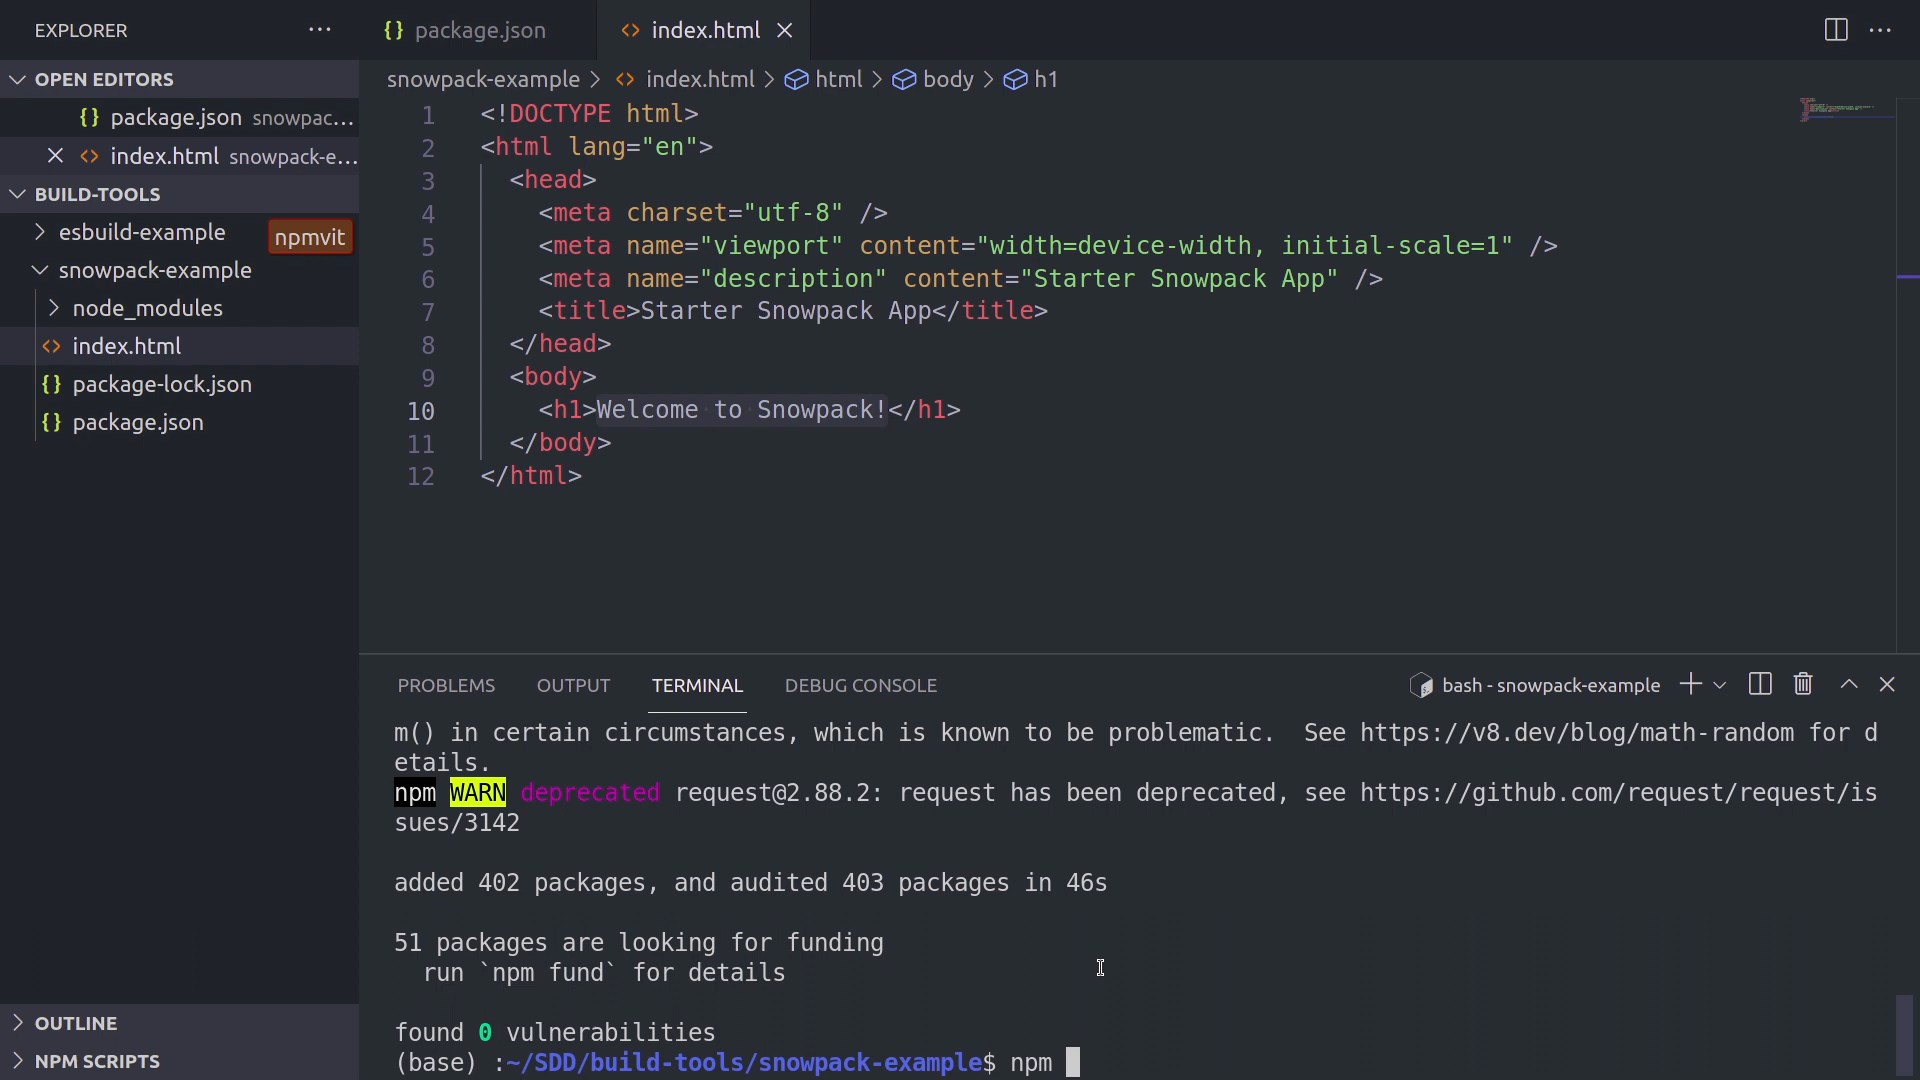 EXPLORER
OPEN EDITORS
package.json snowpac...
index.html snowpack-e...
BUILD-TOOLS
esbuild-example
npmvit
snowpack-example
node_modules
index.html
package-lock.json
package.json
OUTLINE
NPM SCRIPTS
package.json
index.html
snowpack-example > index.html > html > body > h1
1 <!DOCTYPE html>
2 <html lang="en">
3 <head>
4 <meta charset="utf-8" />
5 <meta name="viewport" content="width=device-width, initial-scale=1" />
6 <meta name="description" content="Starter Snowpack App" />
7 <title>Starter Snowpack App</title>
8 </head>
9 <body>
10 <h1>Welcome to Snowpack!</h1>
11 </body>
12 </html>
PROBLEMS OUTPUT TERMINAL DEBUG CONSOLE
bash - snowpack-example
m() in certain circumstances, which is known to be problematic.  See https://v8.dev/blog/math-random for d
etails.
npm WARN deprecated request@2.88.2: request has been deprecated, see https://github.com/request/request/is
sues/3142
added 402 packages, and audited 403 packages in 46s
51 packages are looking for funding
run `npm fund` for details
found 0 vulnerabilities
(base) :~/SDD/build-tools/snowpack-example$ npm